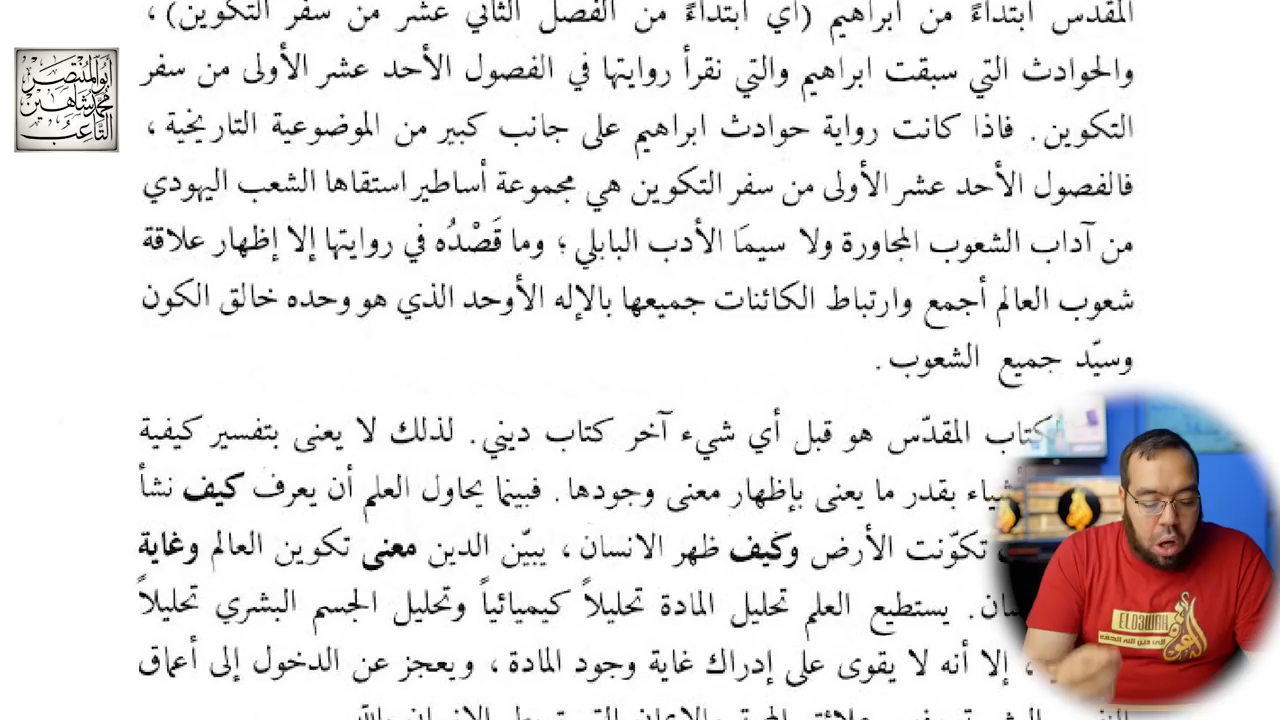 المقدس ابتداءً من ابراهيم (أي ابتداءً من الفصل الثاني عشر من سفر التكوين)،
والحوادث التي سبقت ابراهيم والتي نقرأ روايتها في الفصول الأحد عشر الأولى من سفر
التكوين. فاذا كانت رواية حوادث ابراهيم على جانب كبير من الموضوعية التاريخية،
فالفصول الأحد عشر الأولى من سفر التكوين هي مجموعة أساطير استقاها الشعب اليهودي
من آداب الشعوب المجاورة ولا سيمَا الأدب البابلي؛ وما قَصْدُه في روايتها إلا إظهار علاقة
شعوب العالم أجمع وارتباط الكائنات جميعها بالإله الأوحد الذي هو وحده خالق الكون
وسيّد جميع الشعوب.
المقدّس هو قبل أي شيء آخر كتاب ديني. لذلك لا يعنى بتفسير كيفية
بقدر ما يعنى بإظهار معنى وجودها. فبينما يحاول العلم أن يعرف كيف نشأ
تكوّنت الأرض وكيف ظهر الانسان، يبيّن الدين معنى تكوين العالم وغاية
يستطيع العلم تحليل المادة تحليلاً كيميائياً وتحليل الجسم البشري تحليلاً
، إلا أنه لا يقوى على إدراك غاية وجود المادة، ويعجز عن الدخول إلى أعماق
أبو المنتصر
محمد شاهين
التاعب
ELD3WAH